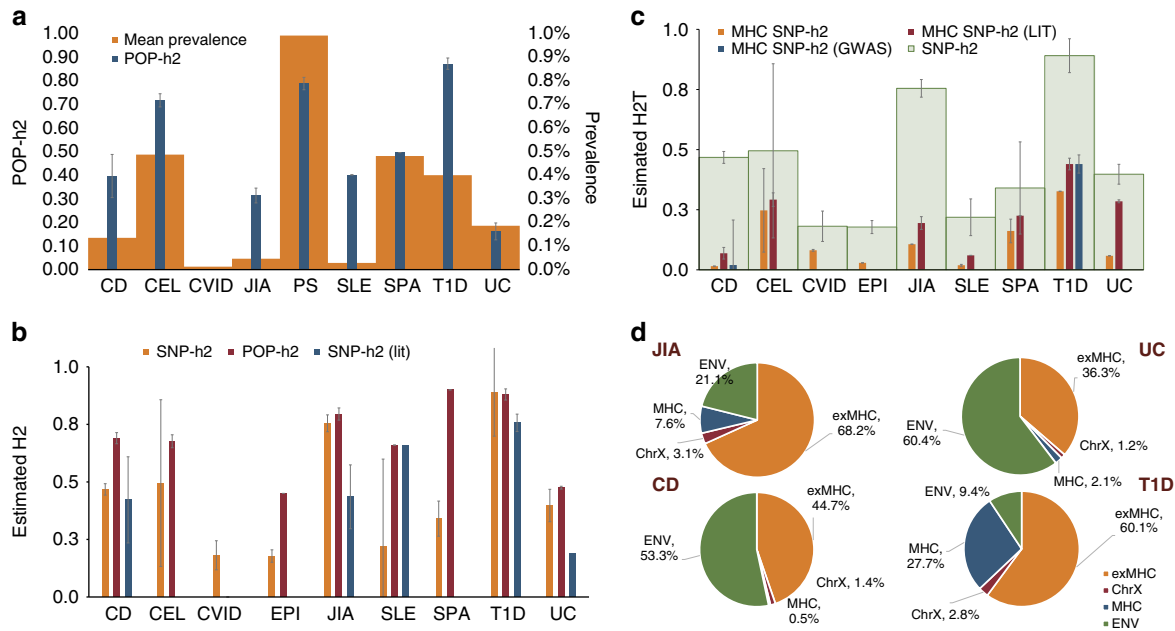 a
1.00
0.90
0.80
0.70
0.60
0.50
0.40
0.30
0.20
0.10
0.00
POP-h2
Mean prevalence
POP-h2
1.0%
0.9%
0.8%
0.7%
0.6%
0.5%
0.4%
0.3%
0.2%
0.1%
0.0%
Prevalence
CD CEL CVID JIA PS SLE SPA T1D UC
b
SNP-h2 POP-h2 SNP-h2 (lit)
1.0
0.8
0.5
0.3
0.0
Estimated H2
CD CEL CVID EPI JIA SLE SPA T1D UC
c
MHC SNP-h2 MHC SNP-h2 (LIT)
MHC SNP-h2 (GWAS) SNP-h2
1.0
0.8
0.5
0.3
0.0
Esimated H2T
CD CEL CVID EPI JIA SLE SPA T1D UC
d
JIA
ENV,
21.1%
MHC,
7.6%
ChrX, 3.1%
exMHC,
68.2%
UC
exMHC,
36.3%
ENV,
60.4%
ChrX, 1.2%
MHC, 2.1%
CD
exMHC,
44.7%
ENV,
53.3%
ChrX, 1.4%
MHC,
0.5%
T1D
ENV, 9.4%
exMHC,
60.1%
MHC,
27.7%
ChrX, 2.8%
exMHC
ChrX
MHC
ENV